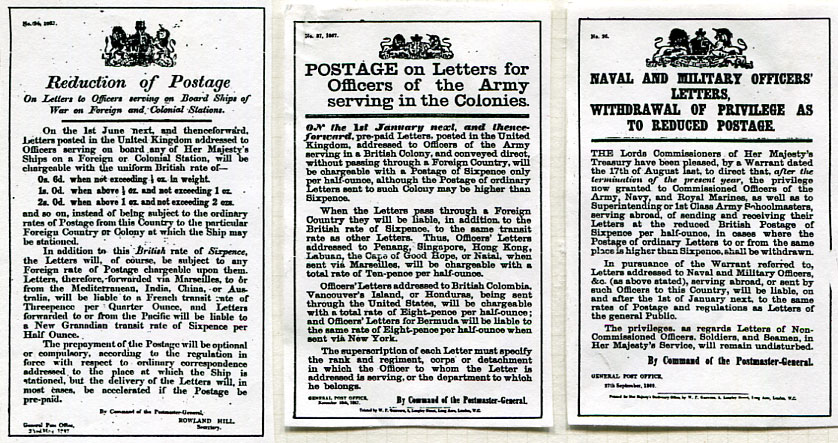 Reduction of Postage
On Letters to Officers serving on Board Ships of
War on Foreign and Colonial Stations.
On the 1st June next, and thenceforward,
Letters posted in the United Kingdom addressed to
Officers serving on board any of Her Majesty's
Ships on a Foreign or Colonial Station, will be
chargeable with the uniform British rate of—
0s. 6d. when not exceeding ½ oz. in weight.
1s. 0d. when above ½ oz. and not exceeding 1 oz.
2s. 0d. when above 1 oz. and not exceeding 2 ozs.
and so on, instead of being subject to the ordinary
rates of Postage from this Country to the particular
Foreign Country or Colony at which the Ship may
be stationed.
In addition to this British rate of Sixpence,
the Letters will, of course, be subject to any
Foreign rate of Postage chargeable upon them.
Letters, therefore, forwarded via Marseilles, to or
from the Mediterranean, India, China, or Aus-
tralia, will be liable to a French transit rate of
Threepence per Quarter Ounce, and Letters
forwarded to or from the Pacific will be liable to
a New Granadian transit rate of Sixpence per
Half Ounce.
The prepayment of the Postage will be optional
or compulsory, according to the regulation in
force with respect to ordinary correspondence
addressed to the place at which the Ship is
stationed, but the delivery of the Letters will, in
most cases, be accelerated if the Postage be
pre-paid.
By Command of the Postmaster-General,
ROWLAND HILL,
Secretary.
General Post Office,
No. 57, 1857.
POSTAGE on Letters for
Officers of the Army
serving in the Colonies.
ON the 1st January next, and thence-
forward, pre-paid Letters, posted in the United
Kingdom, addressed to Officers of the Army
serving in a British Colony, and conveyed direct,
without passing through a Foreign Country, will
be chargeable with a Postage of Sixpence only
per half-ounce, although the Postage of ordinary
Letters sent to such Colony may be higher than
Sixpence.
When the Letters pass through a Foreign
Country they will be liable, in addition to the
British rate of Sixpence, to the same transit
rate as other Letters. Thus, Officers' Letters
addressed to Penang, Singapore, Hong Kong,
Labuan, the Cape of Good Hope, or Natal, when
sent via Marseilles, will be chargeable with a
total rate of Ten-pence per half-ounce.
Officers' Letters addressed to British Columbia,
Vancouver's Island, or Honduras, being sent
through the United States, will be chargeable
with a total rate of Eight-pence per half-ounce;
and Officers' Letters for Bermuda will be liable to
the same rate of Eight-pence per half-ounce when
sent via New York.
The superscription of each Letter must specify
the rank and regiment, corps or detachment
in which the Officer to whom the Letter is
addressed is serving, or the department to which
he belongs.
By Command of the Postmaster-General.
GENERAL POST OFFICE,
NAVAL AND MILITARY OFFICERS'
LETTERS,
WITHDRAWAL OF PRIVILEGE AS
TO REDUCED POSTAGE.
THE Lords Commissioners of Her Majesty's
Treasury have been pleased, by a Warrant dated
the 17th of August last, to direct that, after the
termination of the present year, the privilege
now granted to Commissioned Officers of the
Army, Navy, and Royal Marines, as well as to
Superintending or 1st Class Army Schoolmasters,
serving abroad, of sending and receiving their
Letters at the reduced British Postage of
Sixpence per half-ounce, in cases where the
Postage of ordinary Letters to or from the same
place is higher than Sixpence, shall be withdrawn.
In pursuance of the Warrant referred to,
Letters addressed to Naval and Military Officers,
&c. (as above stated), serving abroad, or sent by
such Officers to this Country, will be liable, on
and after the 1st of January next, to the same
rates of Postage and regulations as Letters of
the general Public.
The privileges, as regards Letters of Non-
Commissioned Officers, Soldiers, and Seamen, in
Her Majesty's Service, will remain undisturbed.
By Command of the Postmaster-General.
GENERAL POST OFFICE,